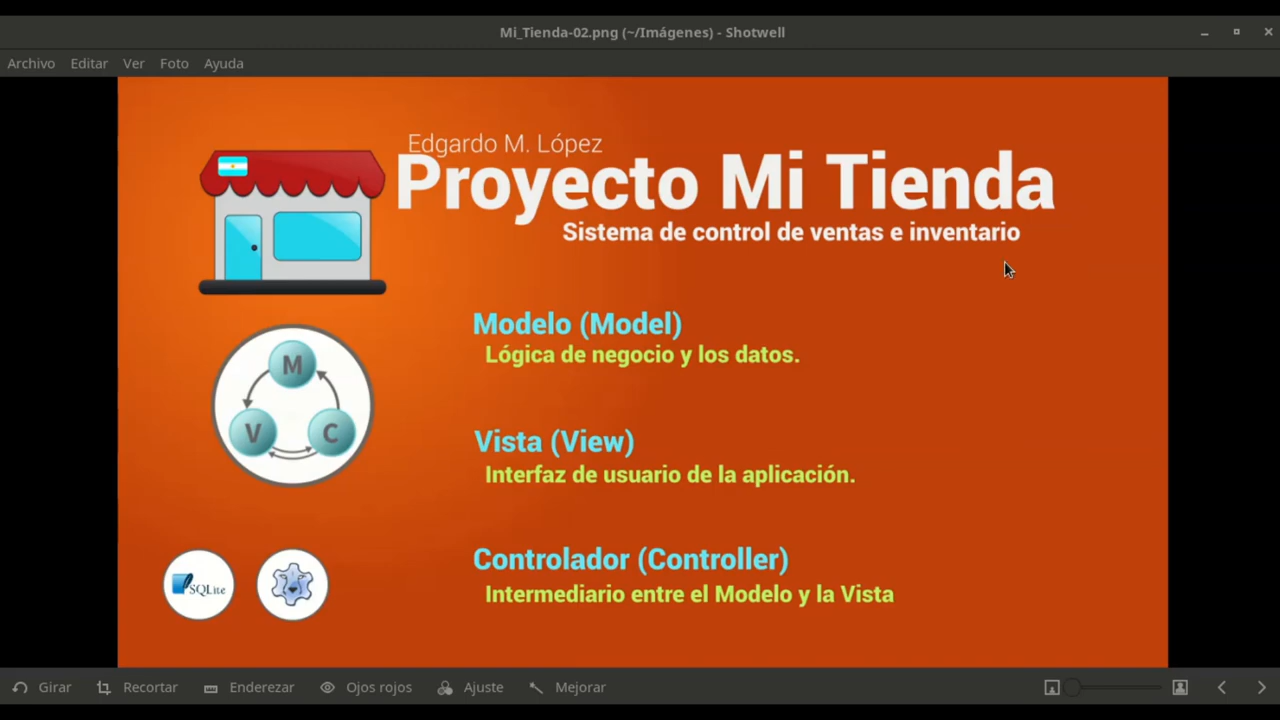 Mi_Tienda-02.png (~/Imágenes) - Shotwell
Archivo Editar Ver Foto Ayuda
Edgardo M. López
Proyecto Mi Tienda
Sistema de control de ventas e inventario
Modelo (Model)
Lógica de negocio y los datos.
M
V C
Vista (View)
Interfaz de usuario de la aplicación.
Controlador (Controller)
Intermediario entre el Modelo y la Vista
SQLite
Girar Recortar Enderezar Ojos rojos Ajuste Mejorar